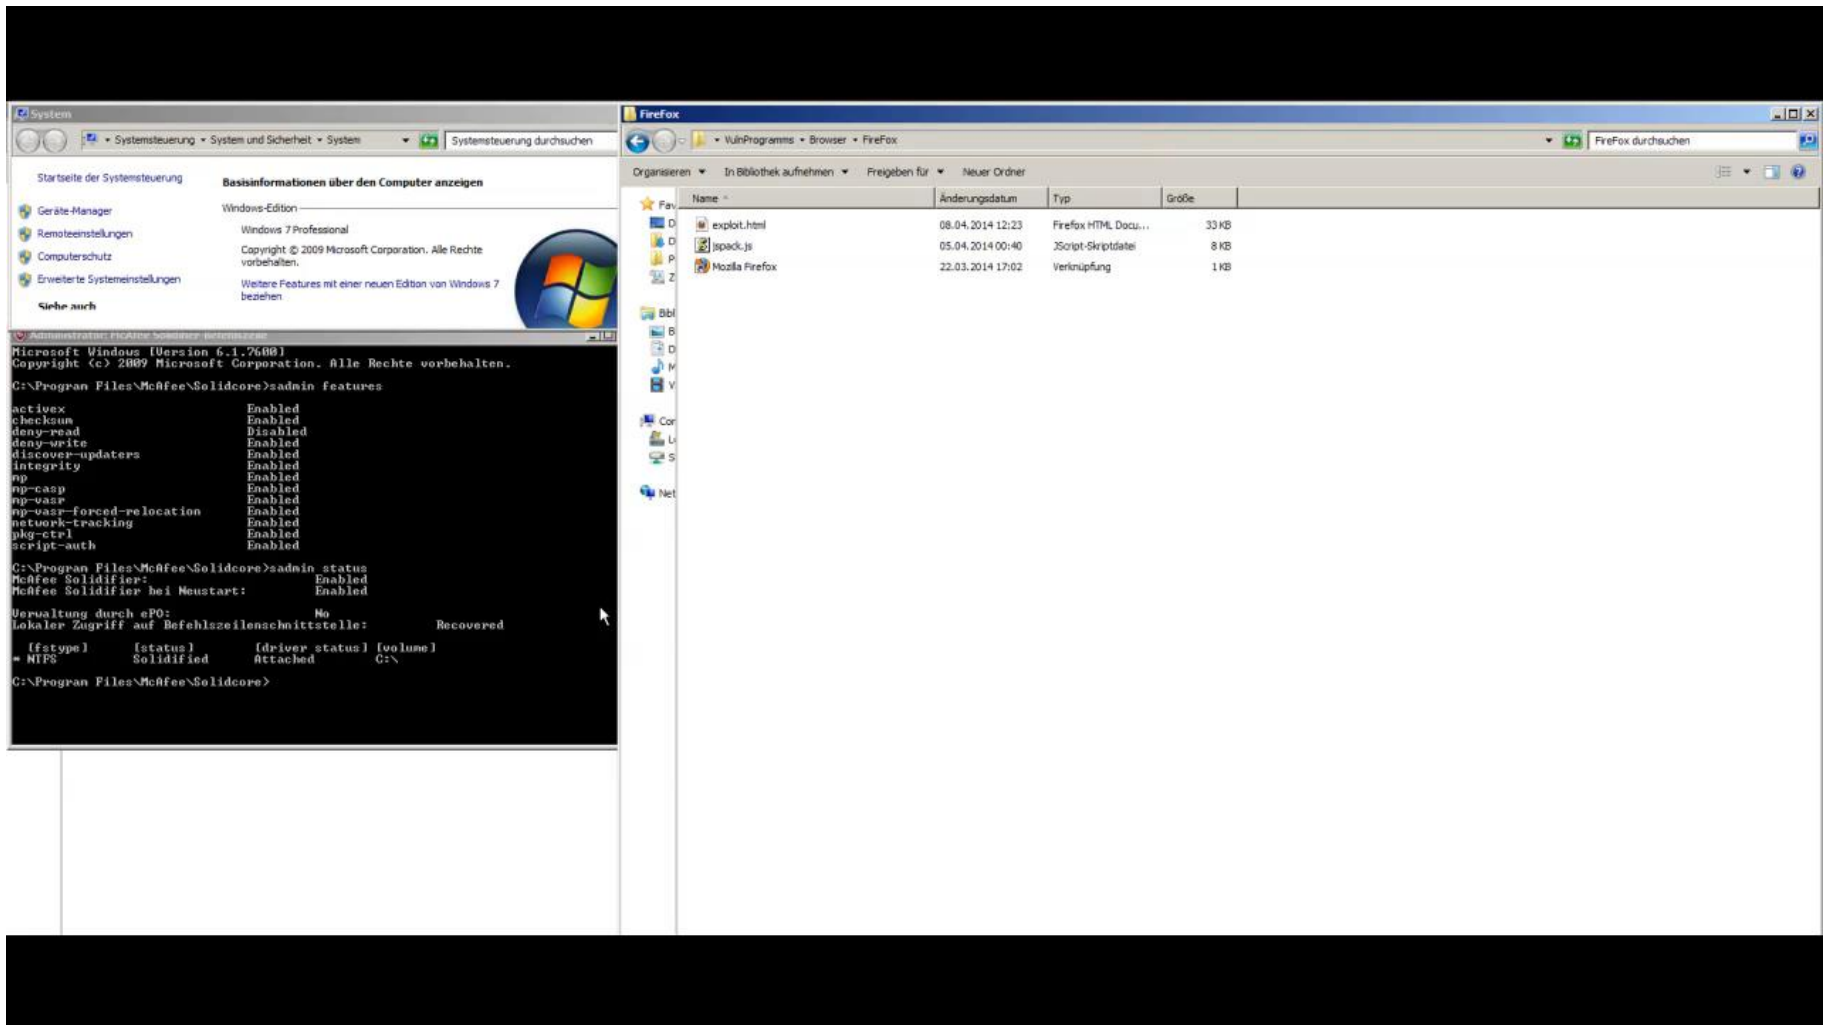 System
Systemsteuerung
System und Sicherheit
System
Systemsteuerung durchsuchen
Startseite der Systemsteuerung
Geräte-Manager
Remoteeinstellungen
Computerschutz
Erweiterte Systemeinstellungen
Siehe auch
Basisinformationen über den Computer anzeigen
Windows-Edition
Windows 7 Professional
Copyright © 2009 Microsoft Corporation. Alle Rechte
vorbehalten.
Weitere Features mit einer neuen Edition von Windows 7
beziehen
Administrator: McAfee Solidifier
Microsoft Windows [Version 6.1.7600]
Copyright (c) 2009 Microsoft Corporation. Alle Rechte vorbehalten.
C:\Program Files\McAfee\Solidcore>sadmin features
activex Enabled
checksum Enabled
deny-read Disabled
deny-write Enabled
discover-updaters Enabled
integrity Enabled
mp Enabled
mp-casp Enabled
mp-vasr Enabled
mp-vasr-forced-relocation Enabled
network-tracking Enabled
pkg-ctrl Enabled
script-auth Enabled
C:\Program Files\McAfee\Solidcore>sadmin status
McAfee Solidifier: Enabled
McAfee Solidifier bei Neustart: Enabled
Verwaltung durch ePO: No
Lokaler Zugriff auf Befehlszeilenschnittstelle: Recovered
[fstype] [status] [driver status] [volume]
* NTFS Solidified Attached C:\
C:\Program Files\McAfee\Solidcore>
FireFox
VulnProgramms
Browser
FireFox
FireFox durchsuchen
Organisieren
In Bibliothek aufnehmen
Freigeben für
Neuer Ordner
Fav
D
D
P
Z
Bibl
B
D
M
V
Con
L
S
Net
Name Änderungsdatum Typ Größe
exploit.html 08.04.2014 12:23 Firefox HTML Docu... 33 KB
jspack.js 05.04.2014 00:40 JScript-Skriptdatei 8 KB
Mozilla Firefox 22.03.2014 17:02 Verknüpfung 1 KB